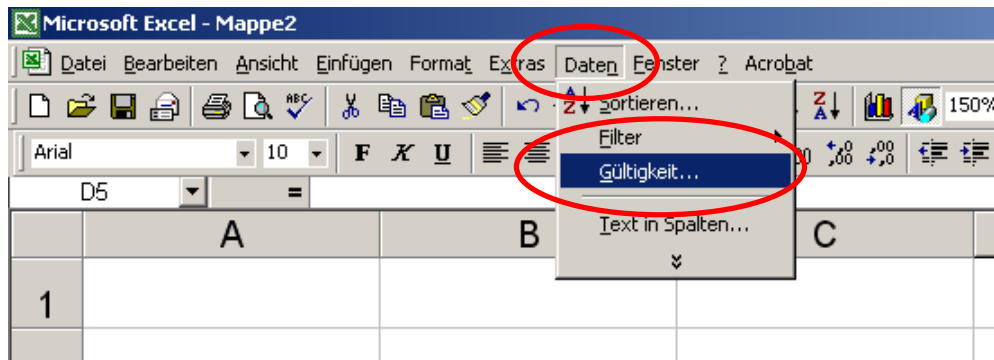 Microsoft Excel - Mappe2
Datei Bearbeiten Ansicht Einfügen Format Extras Daten Fenster ? Acrobat
Sortieren...
150%
Filter
Arial 10 F K U
Gültigkeit...
D5 =
Text in Spalten...
A B C
1